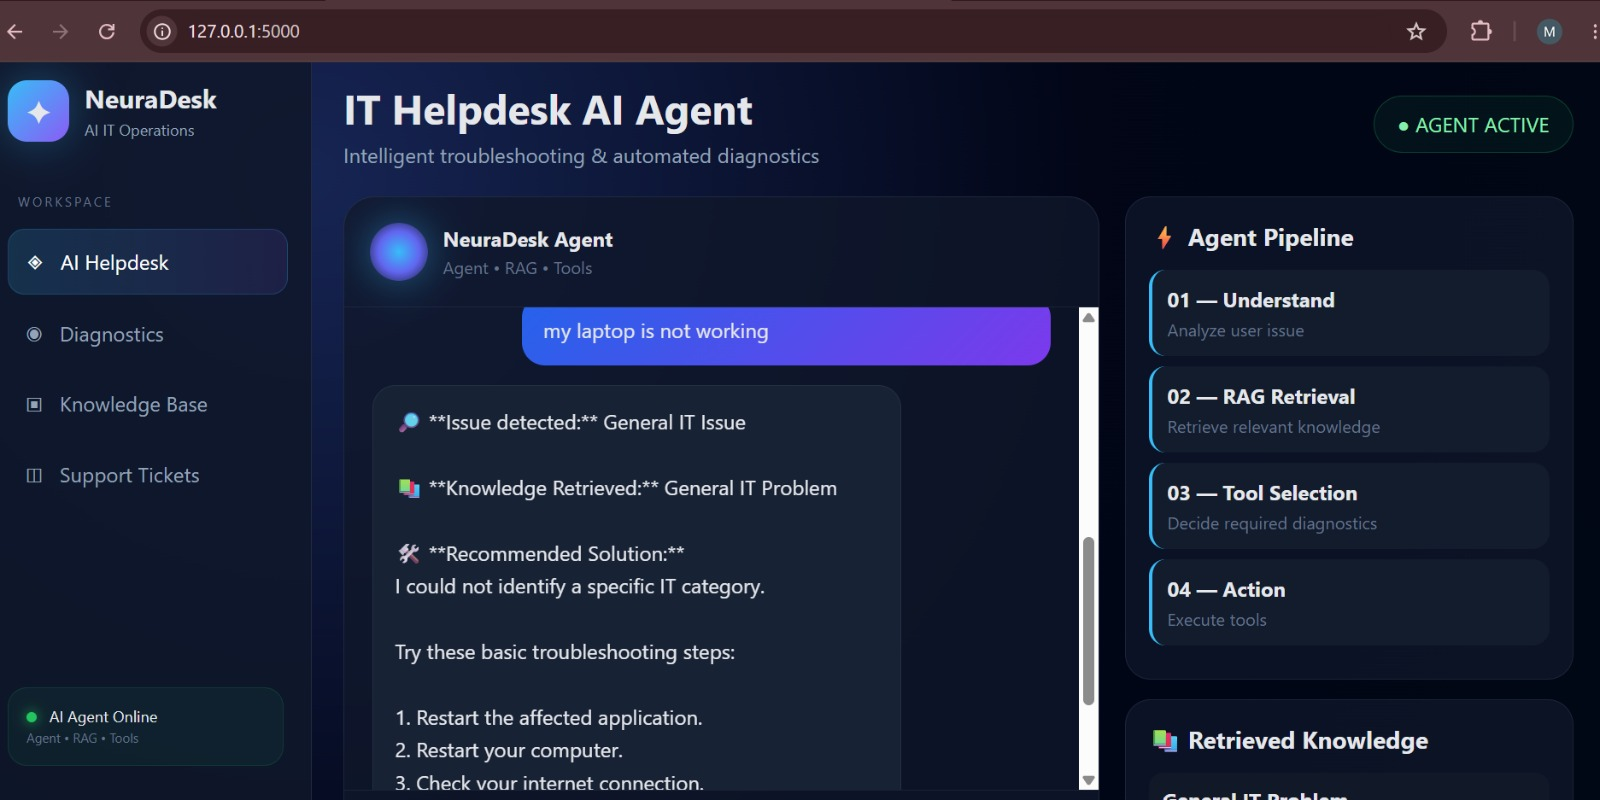 127.0.0.1:5000
M
NeuraDesk
AI IT Operations
WORKSPACE
AI Helpdesk
Diagnostics
Knowledge Base
Support Tickets
AI Agent Online
Agent • RAG • Tools
IT Helpdesk AI Agent
Intelligent troubleshooting & automated diagnostics
● AGENT ACTIVE
NeuraDesk Agent
Agent • RAG • Tools
my laptop is not working
**Issue detected:** General IT Issue
**Knowledge Retrieved:** General IT Problem
**Recommended Solution:**
I could not identify a specific IT category.
Try these basic troubleshooting steps:
1. Restart the affected application.
2. Restart your computer.
3. Check your internet connection.
Agent Pipeline
01 — Understand
Analyze user issue
02 — RAG Retrieval
Retrieve relevant knowledge
03 — Tool Selection
Decide required diagnostics
04 — Action
Execute tools
Retrieved Knowledge
General IT Problem